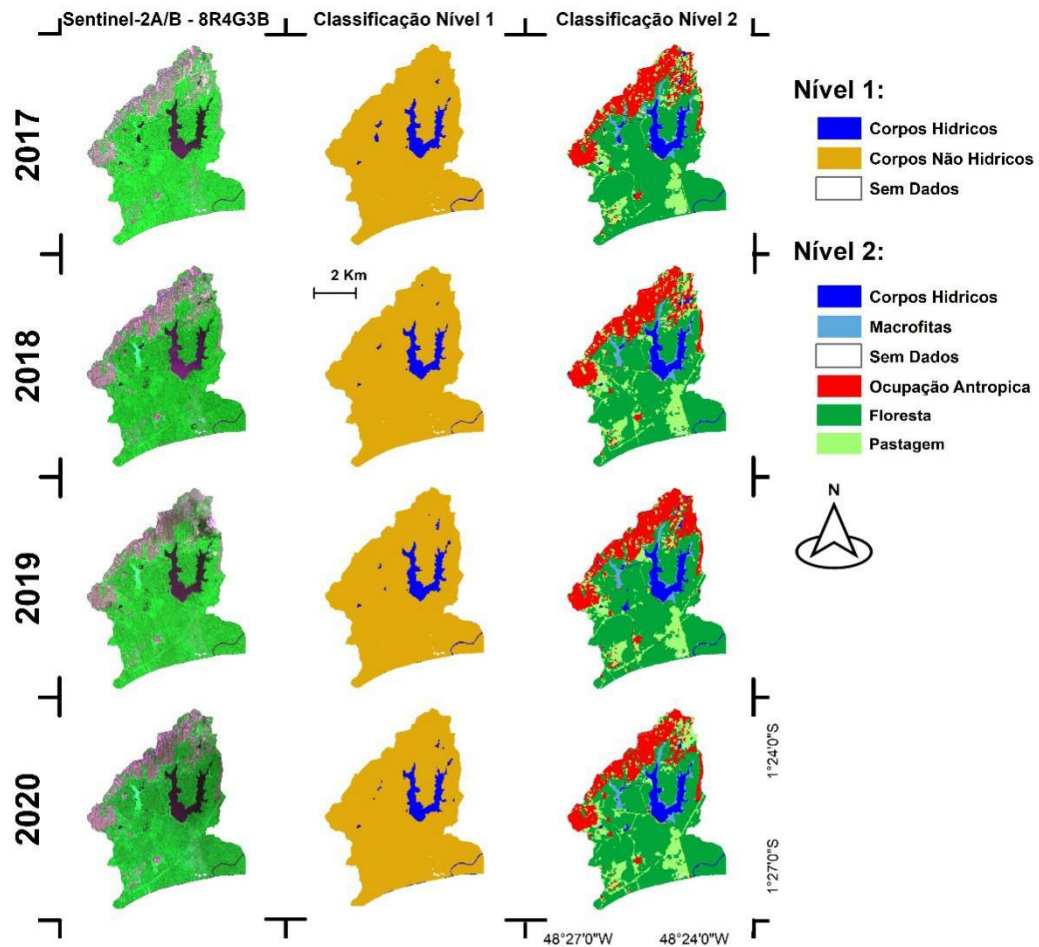 Sentinel-2A/B - 8R4G3B
Classificação Nível 1
Classificação Nível 2
2017
2018
2019
2020
2 Km
Nível 1:
Corpos Hidricos
Corpos Não Hidricos
Sem Dados
Nível 2:
Corpos Hidricos
Macrofitas
Sem Dados
Ocupação Antropica
Floresta
Pastagem
N
1°24'0"S
1°27'0"S
48°27'0"W
48°24'0"W